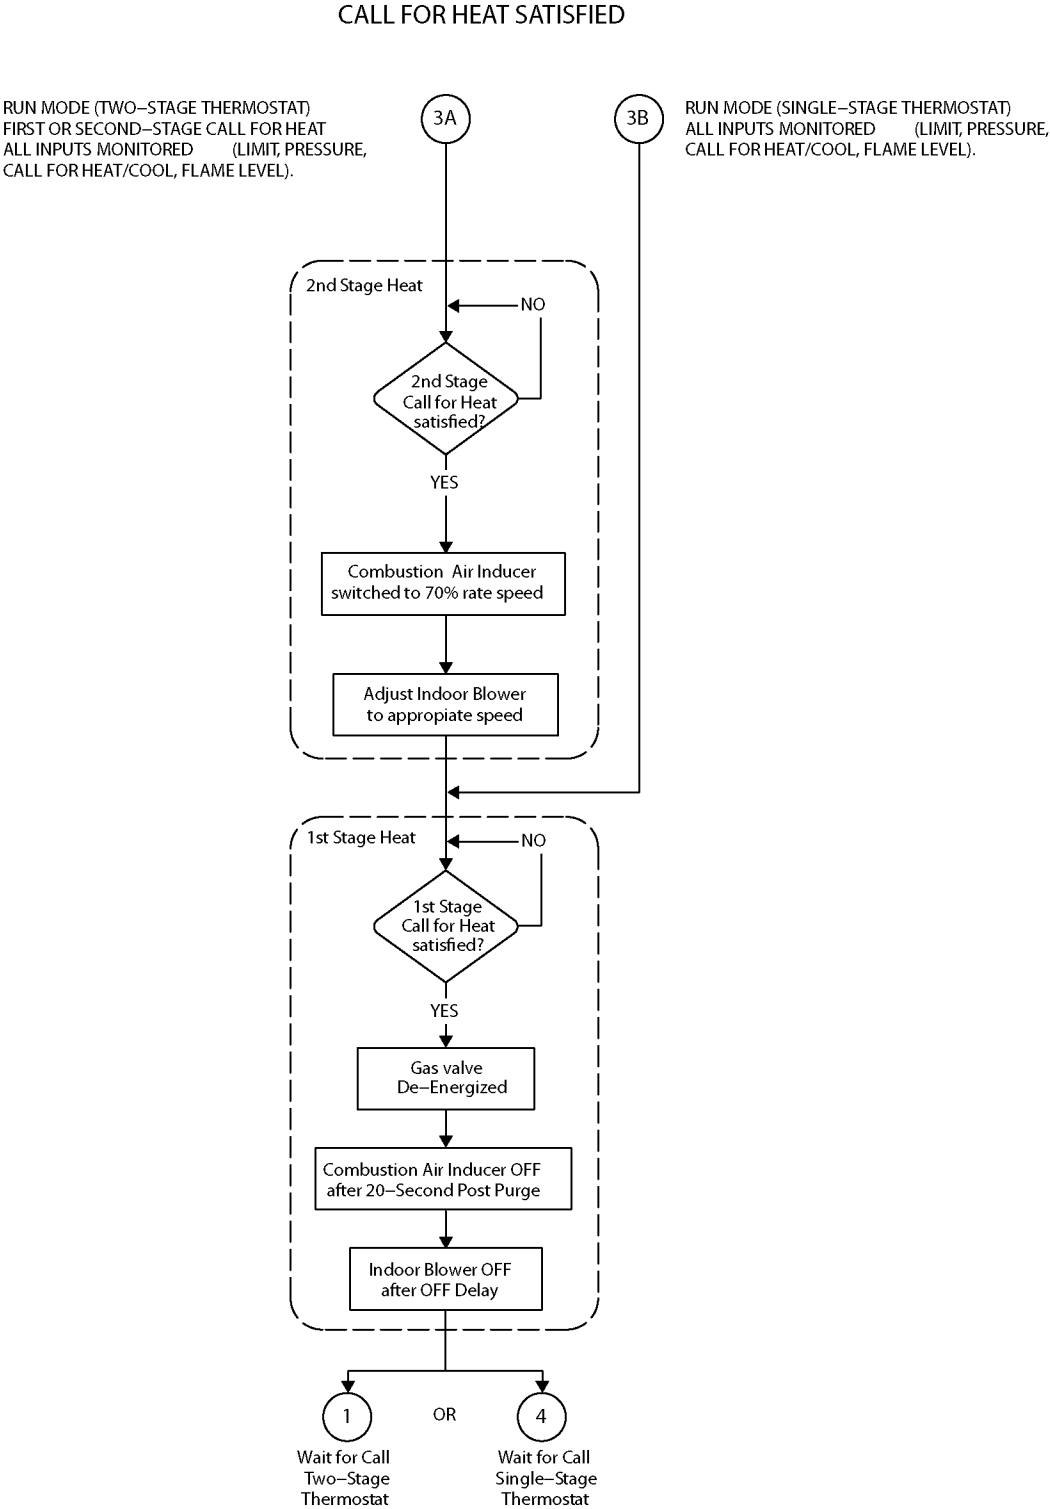 CALL FOR HEAT SATISFIED
RUN MODE (TWO–STAGE THERMOSTAT)
FIRST OR SECOND–STAGE CALL FOR HEAT
ALL INPUTS MONITORED (LIMIT, PRESSURE,
CALL FOR HEAT/COOL, FLAME LEVEL).
3A
3B
RUN MODE (SINGLE–STAGE THERMOSTAT)
ALL INPUTS MONITORED (LIMIT, PRESSURE,
CALL FOR HEAT/COOL, FLAME LEVEL).
2nd Stage Heat
NO
2nd Stage
Call for Heat
satisfied?
YES
Combustion Air Inducer
switched to 70% rate speed
Adjust Indoor Blower
to appropiate speed
1st Stage Heat
NO
1st Stage
Call for Heat
satisfied?
YES
Gas valve
De–Energized
Combustion Air Inducer OFF
after 20–Second Post Purge
Indoor Blower OFF
after OFF Delay
1
OR
4
Wait for Call
Two–Stage
Thermostat
Wait for Call
Single–Stage
Thermostat